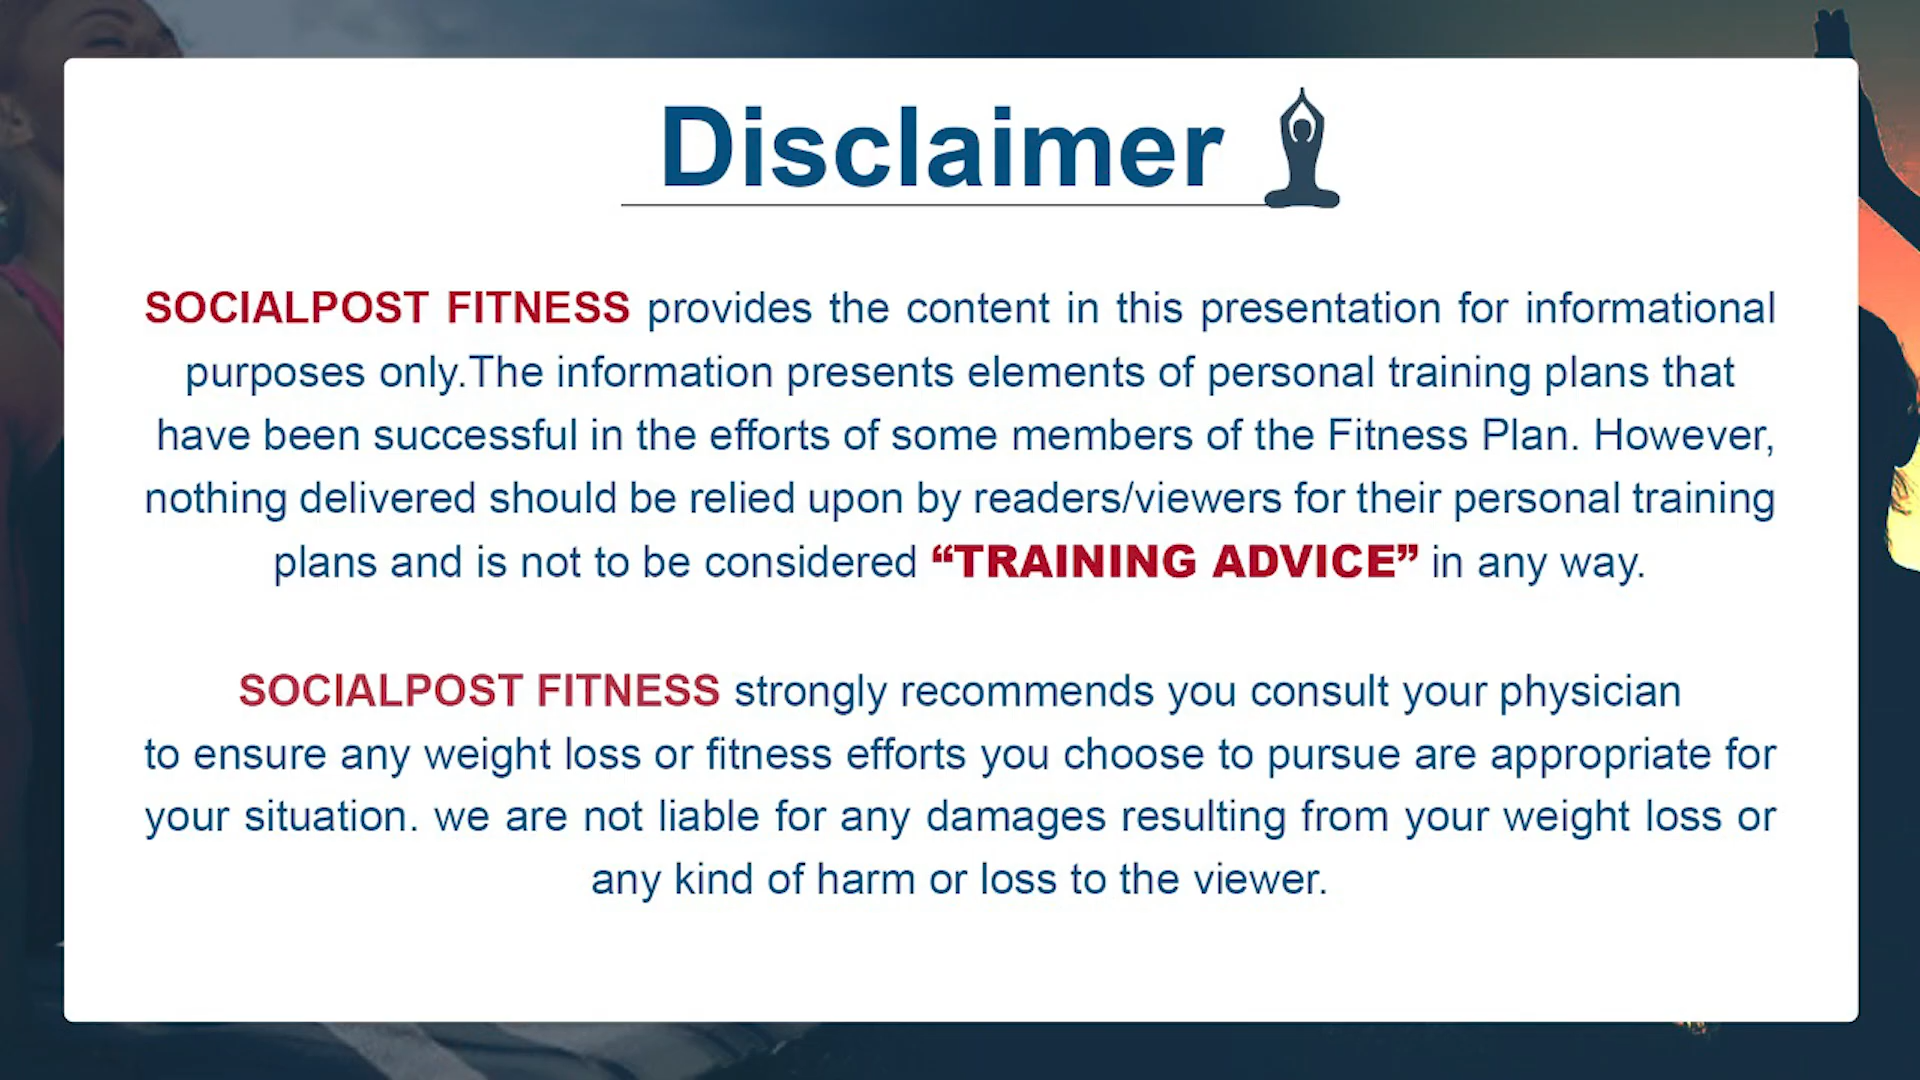 Disclaimer
SOCIALPOST FITNESS provides the content in this presentation for informational
purposes only.The information presents elements of personal training plans that
have been successful in the efforts of some members of the Fitness Plan. However,
nothing delivered should be relied upon by readers/viewers for their personal training
plans and is not to be considered “TRAINING ADVICE” in any way.
SOCIALPOST FITNESS strongly recommends you consult your physician
to ensure any weight loss or fitness efforts you choose to pursue are appropriate for
your situation. we are not liable for any damages resulting from your weight loss or
any kind of harm or loss to the viewer.